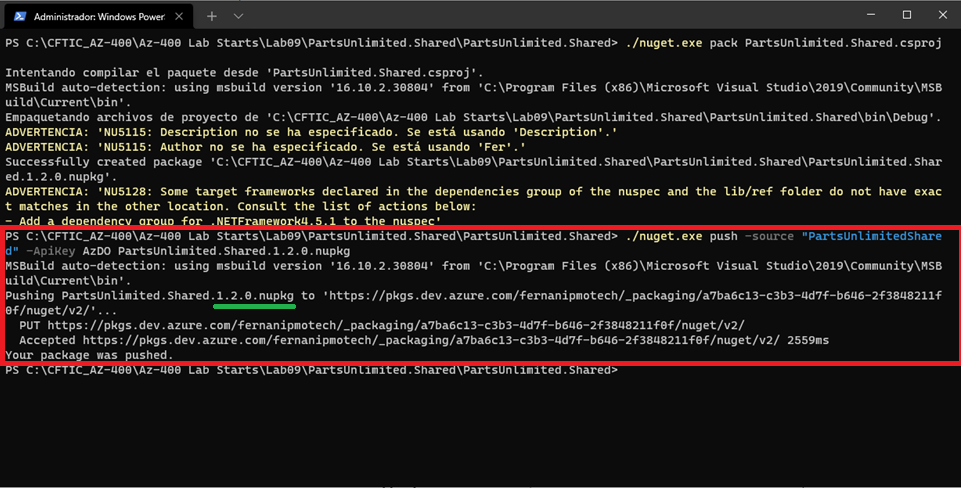 Administrador: Windows Power
PS C:\CFTIC_AZ-400\Az-400 Lab Starts\Lab09\PartsUnlimited.Shared\PartsUnlimited.Shared> ./nuget.exe pack PartsUnlimited.Shared.csproj
Intentando compilar el paquete desde 'PartsUnlimited.Shared.csproj'.
MSBuild auto-detection: using msbuild version '16.10.2.30804' from 'C:\Program Files (x86)\Microsoft Visual Studio\2019\Community\MSB
uild\Current\bin'.
Empaquetando archivos de proyecto de 'C:\CFTIC_AZ-400\Az-400 Lab Starts\Lab09\PartsUnlimited.Shared\PartsUnlimited.Shared\bin\Debug'.
ADVERTENCIA: 'NU5115: Description no se ha especificado. Se está usando 'Description'.'
ADVERTENCIA: 'NU5115: Author no se ha especificado. Se está usando 'Fer'.'
Successfully created package 'C:\CFTIC_AZ-400\Az-400 Lab Starts\Lab09\PartsUnlimited.Shared\PartsUnlimited.Shared\PartsUnlimited.Shar
ed.1.2.0.nupkg'.
ADVERTENCIA: 'NU5128: Some target frameworks declared in the dependencies group of the nuspec and the lib/ref folder do not have exac
t matches in the other location. Consult the list of actions below:
- Add a dependency group for .NETFramework4.5.1 to the nuspec'
PS C:\CFTIC_AZ-400\Az-400 Lab Starts\Lab09\PartsUnlimited.Shared\PartsUnlimited.Shared> ./nuget.exe push -source "PartsUnlimitedShare
d" -ApiKey AzDO PartsUnlimited.Shared.1.2.0.nupkg
MSBuild auto-detection: using msbuild version '16.10.2.30804' from 'C:\Program Files (x86)\Microsoft Visual Studio\2019\Community\MSB
uild\Current\bin'.
Pushing PartsUnlimited.Shared.1.2.0.nupkg to 'https://pkgs.dev.azure.com/fernanipmotech/_packaging/a7ba6c13-c3b3-4d7f-b646-2f3848211f
0f/nuget/v2/'...
PUT https://pkgs.dev.azure.com/fernanipmotech/_packaging/a7ba6c13-c3b3-4d7f-b646-2f3848211f0f/nuget/v2/
Accepted https://pkgs.dev.azure.com/fernanipmotech/_packaging/a7ba6c13-c3b3-4d7f-b646-2f3848211f0f/nuget/v2/ 2559ms
Your package was pushed.
PS C:\CFTIC_AZ-400\Az-400 Lab Starts\Lab09\PartsUnlimited.Shared\PartsUnlimited.Shared>